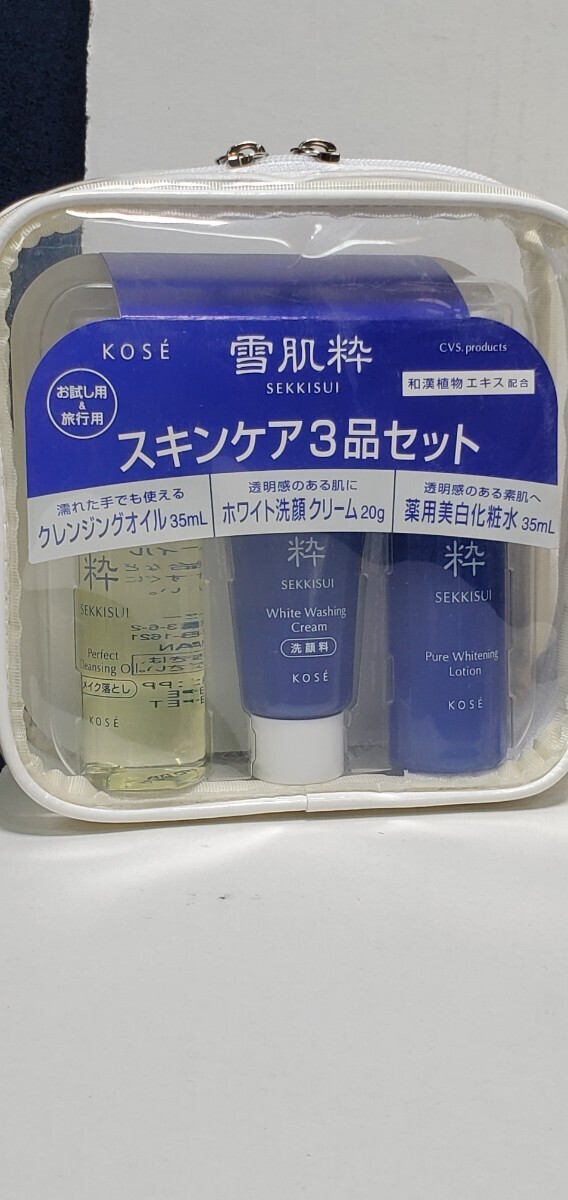 KOSÉ
雪肌粋
SEKKISUI
CVS. products
和漢植物エキス配合
お試し用
&
旅行用
スキンケア3品セット
濡れた手でも使える
クレンジングオイル 35mL
透明感のある肌に
ホワイト洗顔クリーム 20g
透明感のある素肌へ
薬用美白化粧水 35mL
粋
SEKKISUI
Perfect
メイク落とし
KOSÉ
粋
SEKKISUI
White Washing
Cream
洗顔料
KOSÉ
粋
SEKKISUI
Pure Whitening
Lotion
KOSÉ